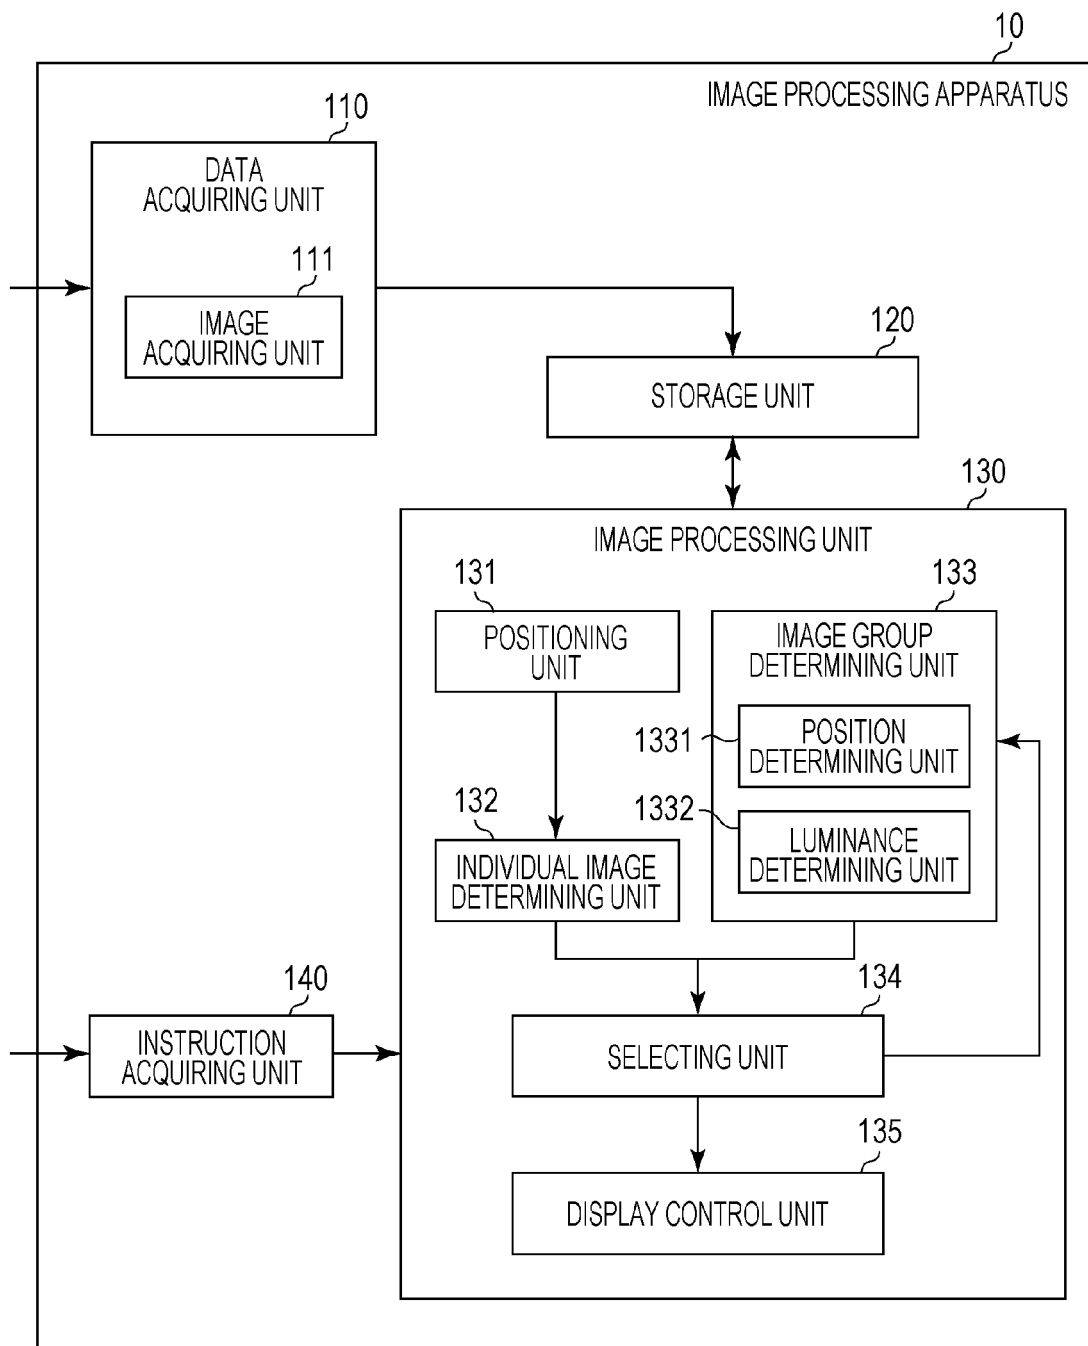 10
IMAGE PROCESSING APPARATUS
110
DATA
ACQUIRING UNIT
111
IMAGE
ACQUIRING UNIT
120
STORAGE UNIT
130
IMAGE PROCESSING UNIT
131
POSITIONING
UNIT
133
IMAGE GROUP
DETERMINING UNIT
1331
POSITION
DETERMINING UNIT
132
INDIVIDUAL IMAGE
DETERMINING UNIT
1332
LUMINANCE
DETERMINING UNIT
140
INSTRUCTION
ACQUIRING UNIT
134
SELECTING UNIT
135
DISPLAY CONTROL UNIT